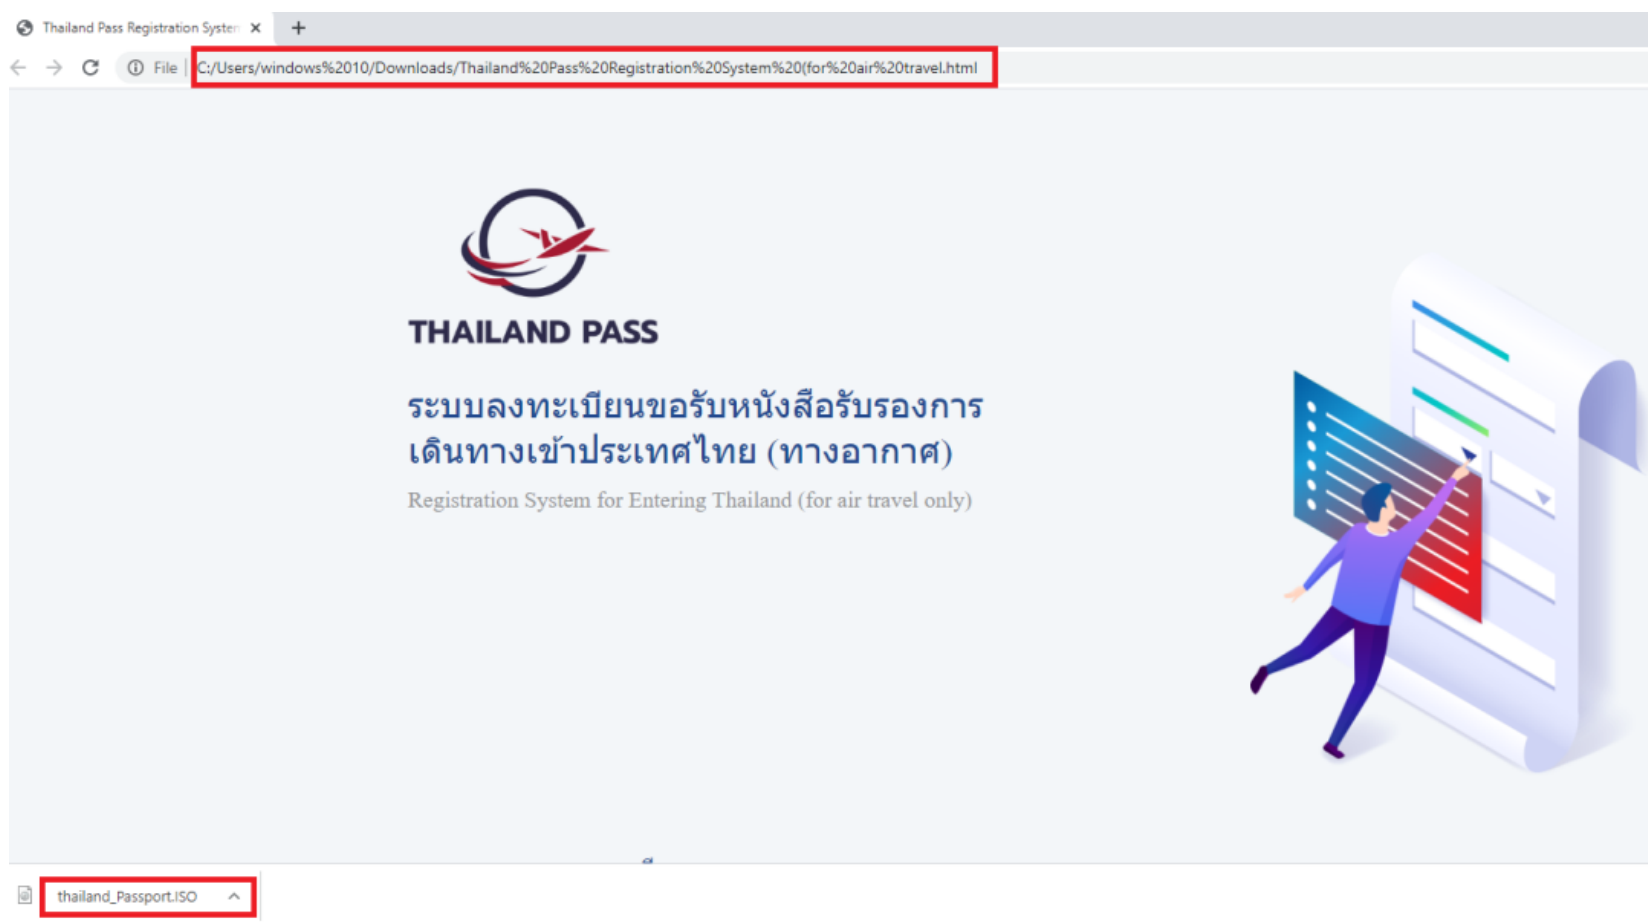 Thailand Pass Registration System
File
C:/Users/windows%2010/Downloads/Thailand%20Pass%20Registration%20System%20(for%20air%20travel.html
THAILAND PASS
ระบบลงทะเบียนขอรับหนังสือรับรองการ
เดินทางเข้าประเทศไทย (ทางอากาศ)
Registration System for Entering Thailand (for air travel only)
thailand_Passport.ISO